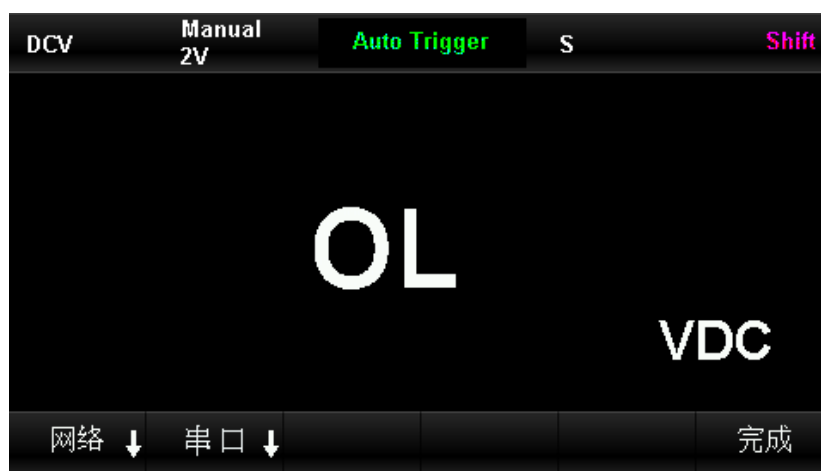 DCV Manual Auto Trigger S Shift
2V
OL
VDC
网络 串口 完成